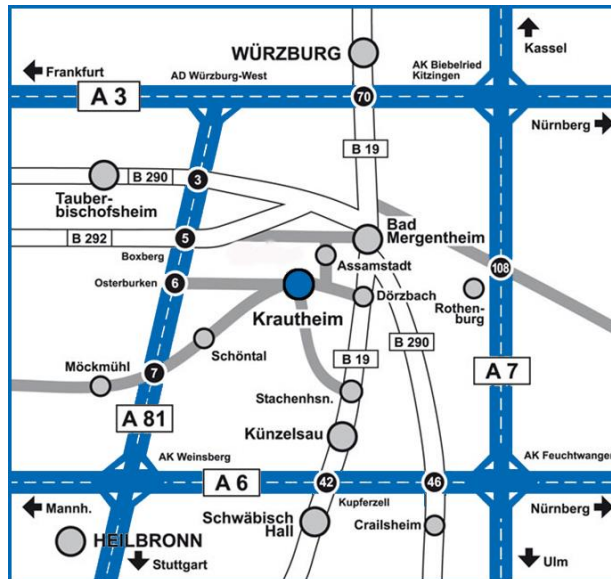 WÜRZBURG
AK Biebelried
Kitzingen
Kassel
Frankfurt
AD Würzburg-West
A 3
70
Nürnberg
B 19
B 290
3
Tauber-
bischofsheim
B 292
5
Boxberg
Bad
Mergentheim
Assamstadt
108
Osterburken
6
Krautheim
Dörzbach
Rothen-
burg
Schöntal
B 19
B 290
Möckmühl
7
A 7
Stachenhsn.
A 81
Künzelsau
AK Weinsberg
AK Feuchtwangen
A 6
42
46
Mannh.
Kupferzell
Nürnberg
Schwäbisch
Hall
Crailsheim
HEILBRONN
Stuttgart
Ulm